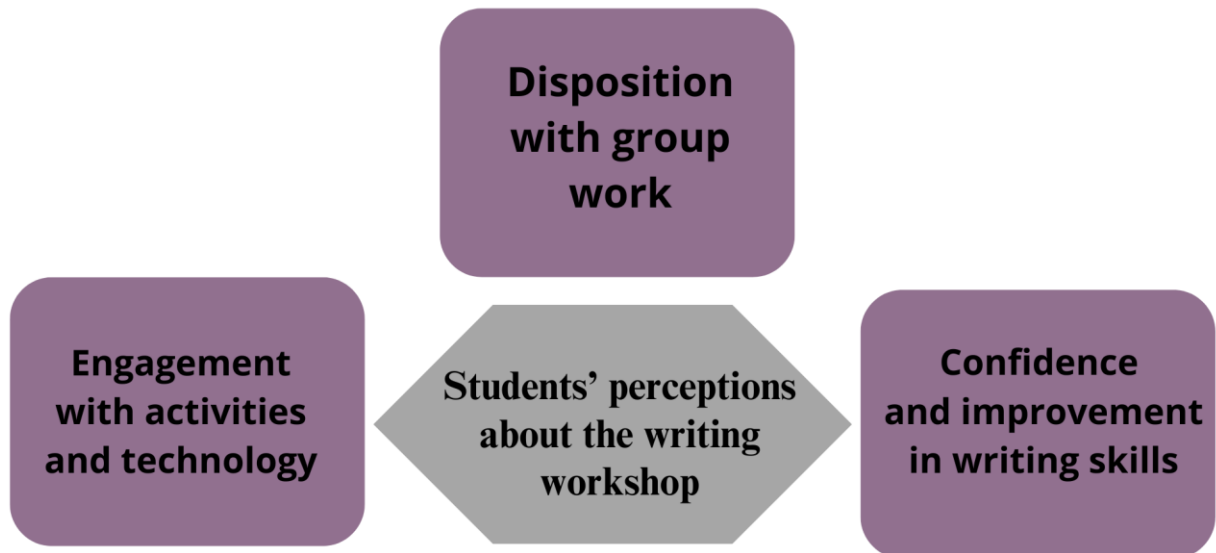 Disposition
with group
work
Engagement
with activities
and technology
Students’ perceptions
about the writing
workshop
Confidence
and improvement
in writing skills